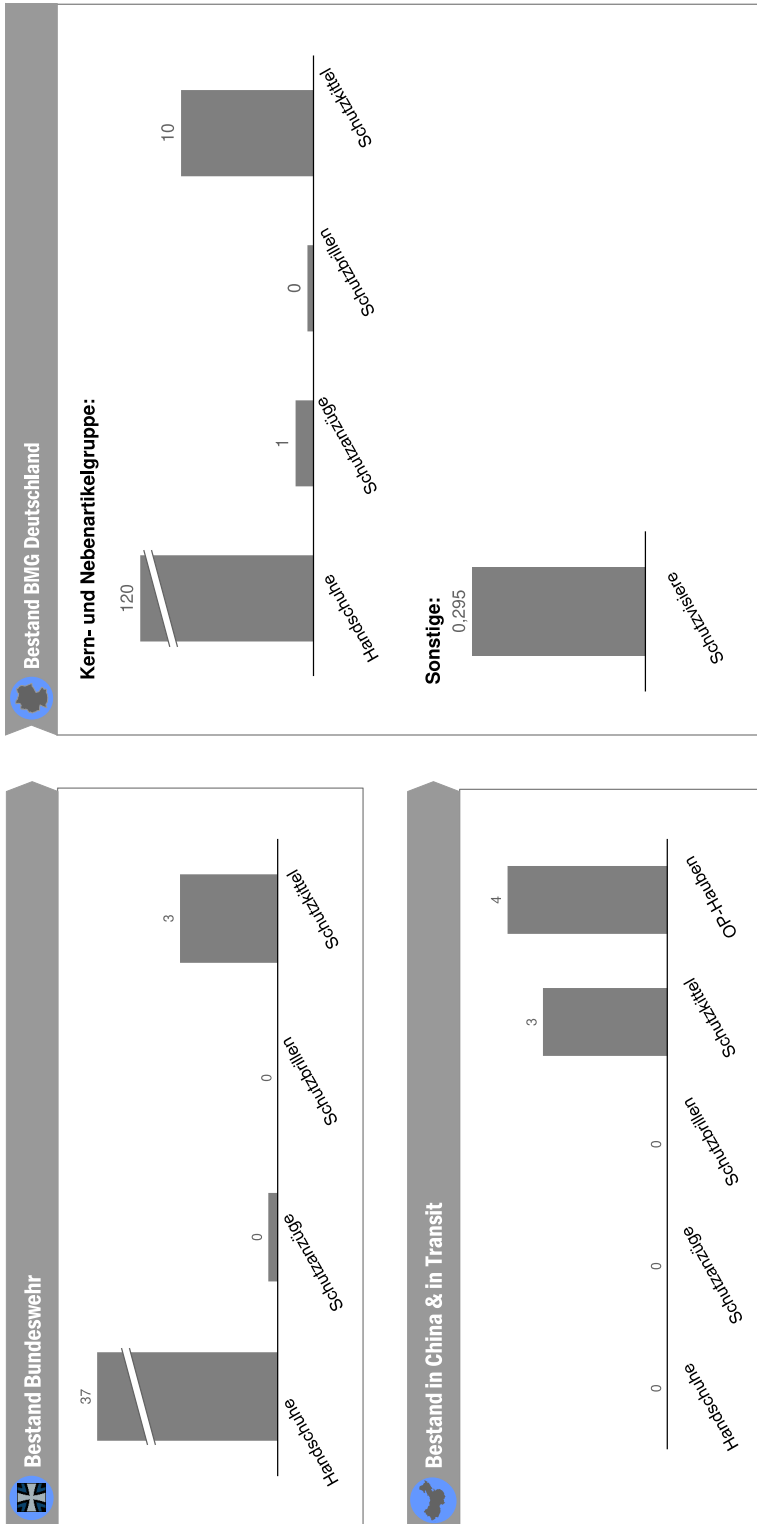 Bestand Bundeswehr
37
0
0
3
Handschuhe
Schutzanzüge
Schutzbrillen
Schutzkittel
Bestand in China & in Transit
0
0
0
3
4
Handschuhe
Schutzanzüge
Schutzbrillen
Schutzkittel
OP-Hauben
Bestand BMG Deutschland
Kern- und Nebenartikelgruppe:
120
1
0
10
Handschuhe
Schutzanzüge
Schutzbrillen
Schutzkittel
Sonstige:
0,295
Schutzvisiere